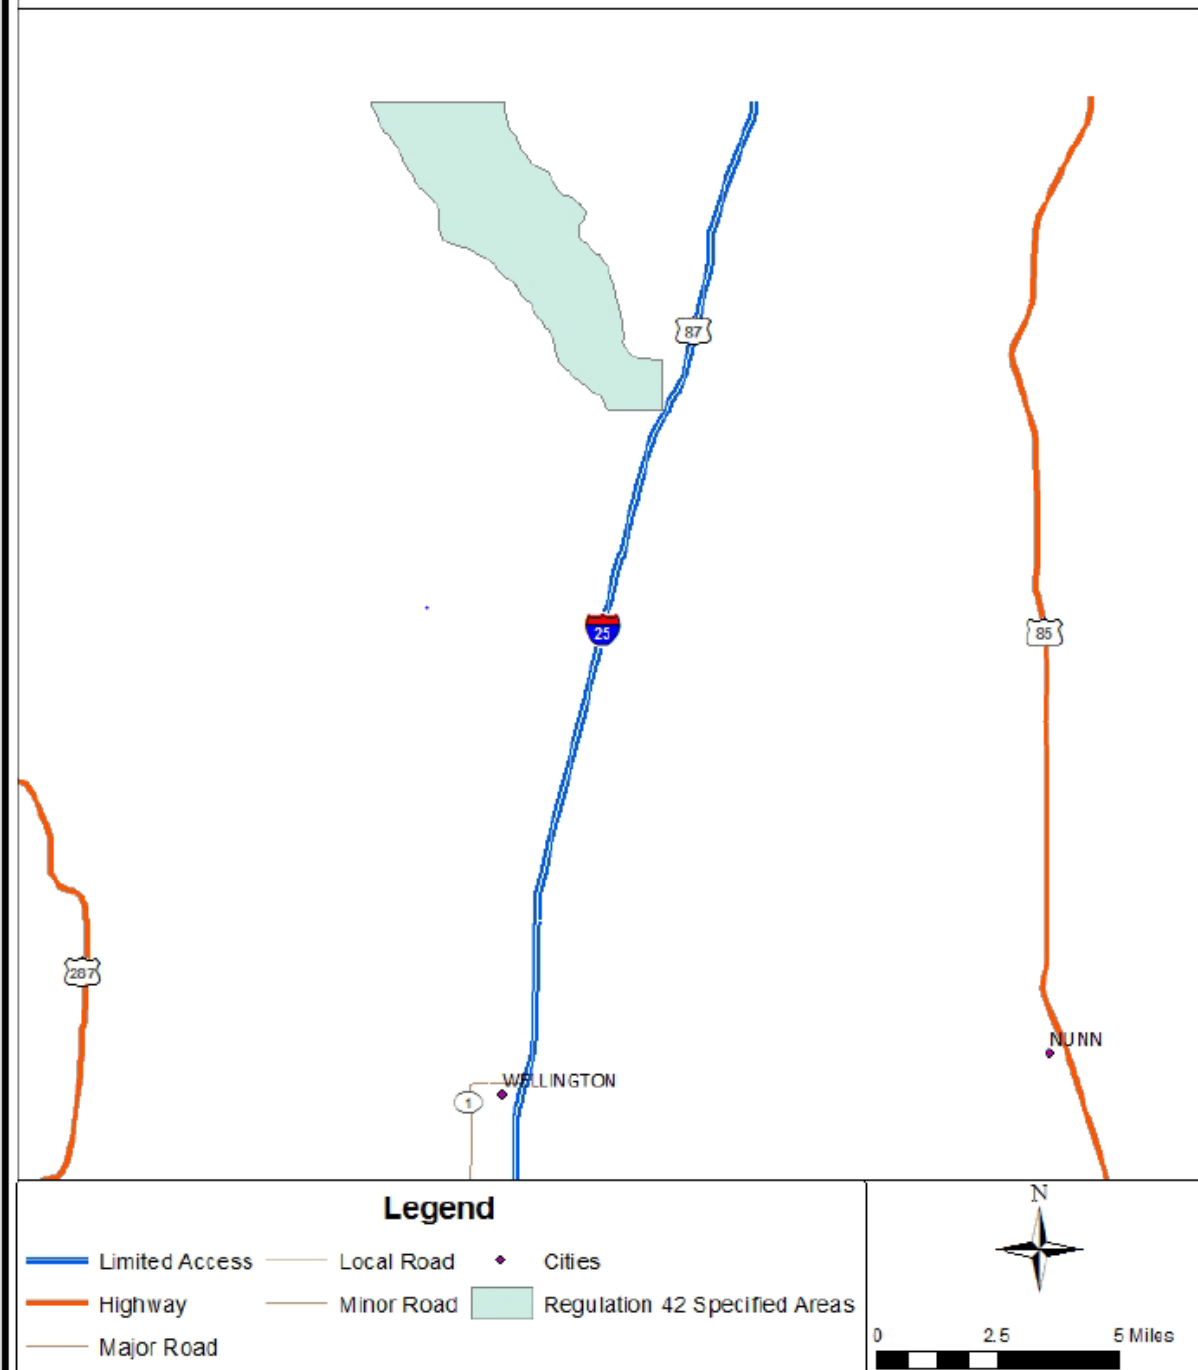 87
25
85
287
NUNN
WELLINGTON
1
Legend
Limited Access
Local Road
Cities
Highway
Minor Road
Regulation 42 Specified Areas
Major Road
N
0 2.5 5 Miles